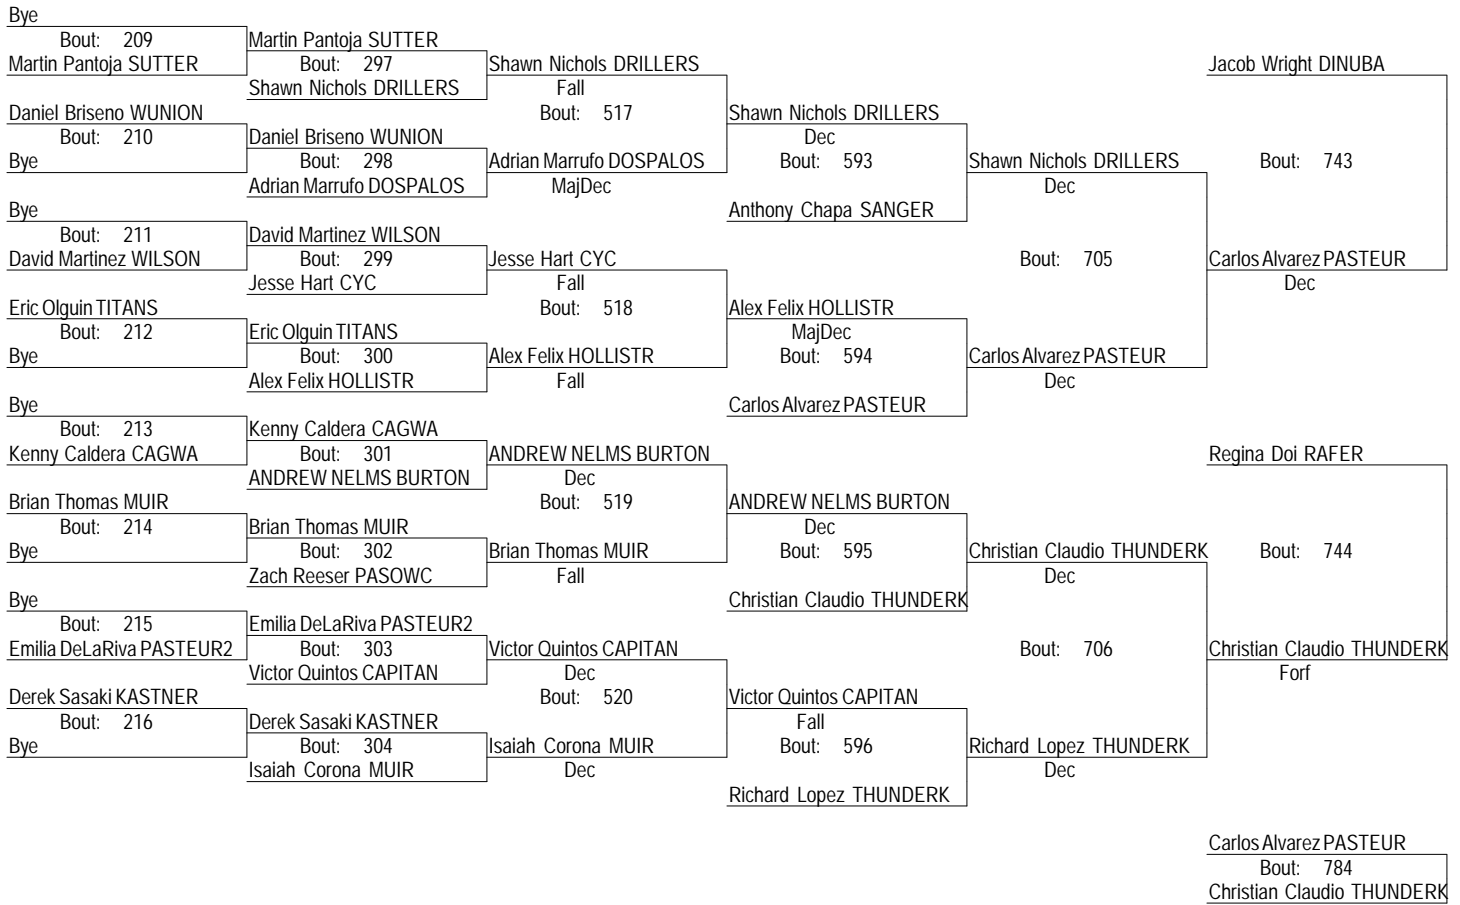 Bye
Bout: 209
Martin Pantoja SUTTER
Daniel Briseno WUNION
Bout: 210
Bye
Bye
Bout: 211
David Martinez WILSON
Eric Olguin TITANS
Bout: 212
Bye
Bye
Bout: 213
Kenny Caldera CAGWA
Brian Thomas MUIR
Bout: 214
Bye
Bye
Bout: 215
Emilia DeLaRiva PASTEUR2
Derek Sasaki KASTNER
Bout: 216
Bye
Martin Pantoja SUTTER
Bout: 297
Shawn Nichols DRILLERS
Daniel Briseno WUNION
Bout: 298
Adrian Marrufo DOSPALOS
David Martinez WILSON
Bout: 299
Jesse Hart CYC
Eric Olguin TITANS
Bout: 300
Alex Felix HOLLISTR
Kenny Caldera CAGWA
Bout: 301
ANDREW NELMS BURTON
Brian Thomas MUIR
Bout: 302
Zach Reeser PASOWC
Emilia DeLaRiva PASTEUR2
Bout: 303
Victor Quintos CAPITAN
Derek Sasaki KASTNER
Bout: 304
Isaiah Corona MUIR
Shawn Nichols DRILLERS
Fall
Bout: 517
Adrian Marrufo DOSPALOS
MajDec
Jesse Hart CYC
Fall
Bout: 518
Alex Felix HOLLISTR
Fall
ANDREW NELMS BURTON
Dec
Bout: 519
Brian Thomas MUIR
Fall
Victor Quintos CAPITAN
Dec
Bout: 520
Isaiah Corona MUIR
Dec
Shawn Nichols DRILLERS
Dec
Bout: 593
Anthony Chapa SANGER
Alex Felix HOLLISTR
MajDec
Bout: 594
Carlos Alvarez PASTEUR
ANDREW NELMS BURTON
Dec
Bout: 595
Christian Claudio THUNDERK
Victor Quintos CAPITAN
Fall
Bout: 596
Richard Lopez THUNDERK
Shawn Nichols DRILLERS
Dec
Bout: 705
Carlos Alvarez PASTEUR
Dec
Christian Claudio THUNDERK
Dec
Bout: 706
Richard Lopez THUNDERK
Dec
Jacob Wright DINUBA
Bout: 743
Carlos Alvarez PASTEUR
Dec
Regina Doi RAFER
Bout: 744
Christian Claudio THUNDERK
Forf
Carlos Alvarez PASTEUR
Bout: 784
Christian Claudio THUNDERK